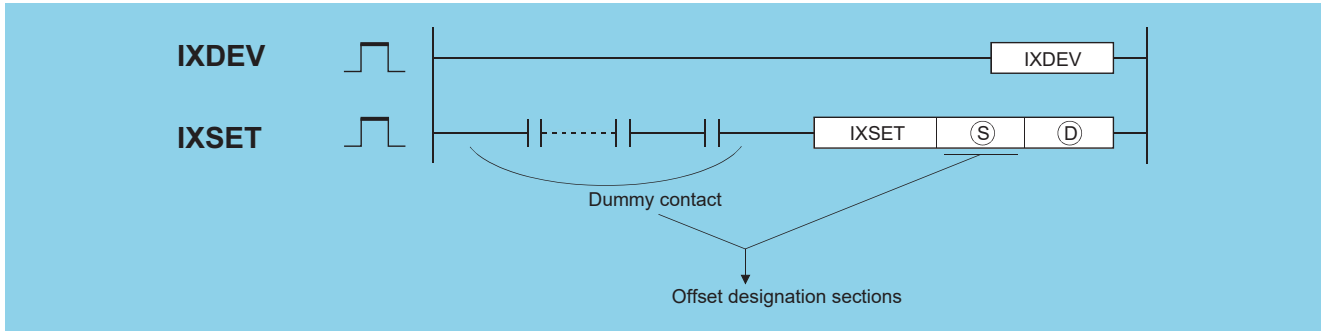 IXDEV
IXDEV
IXSET
IXSET Ⓢ Ⓓ
Dummy contact
Offset designation sections